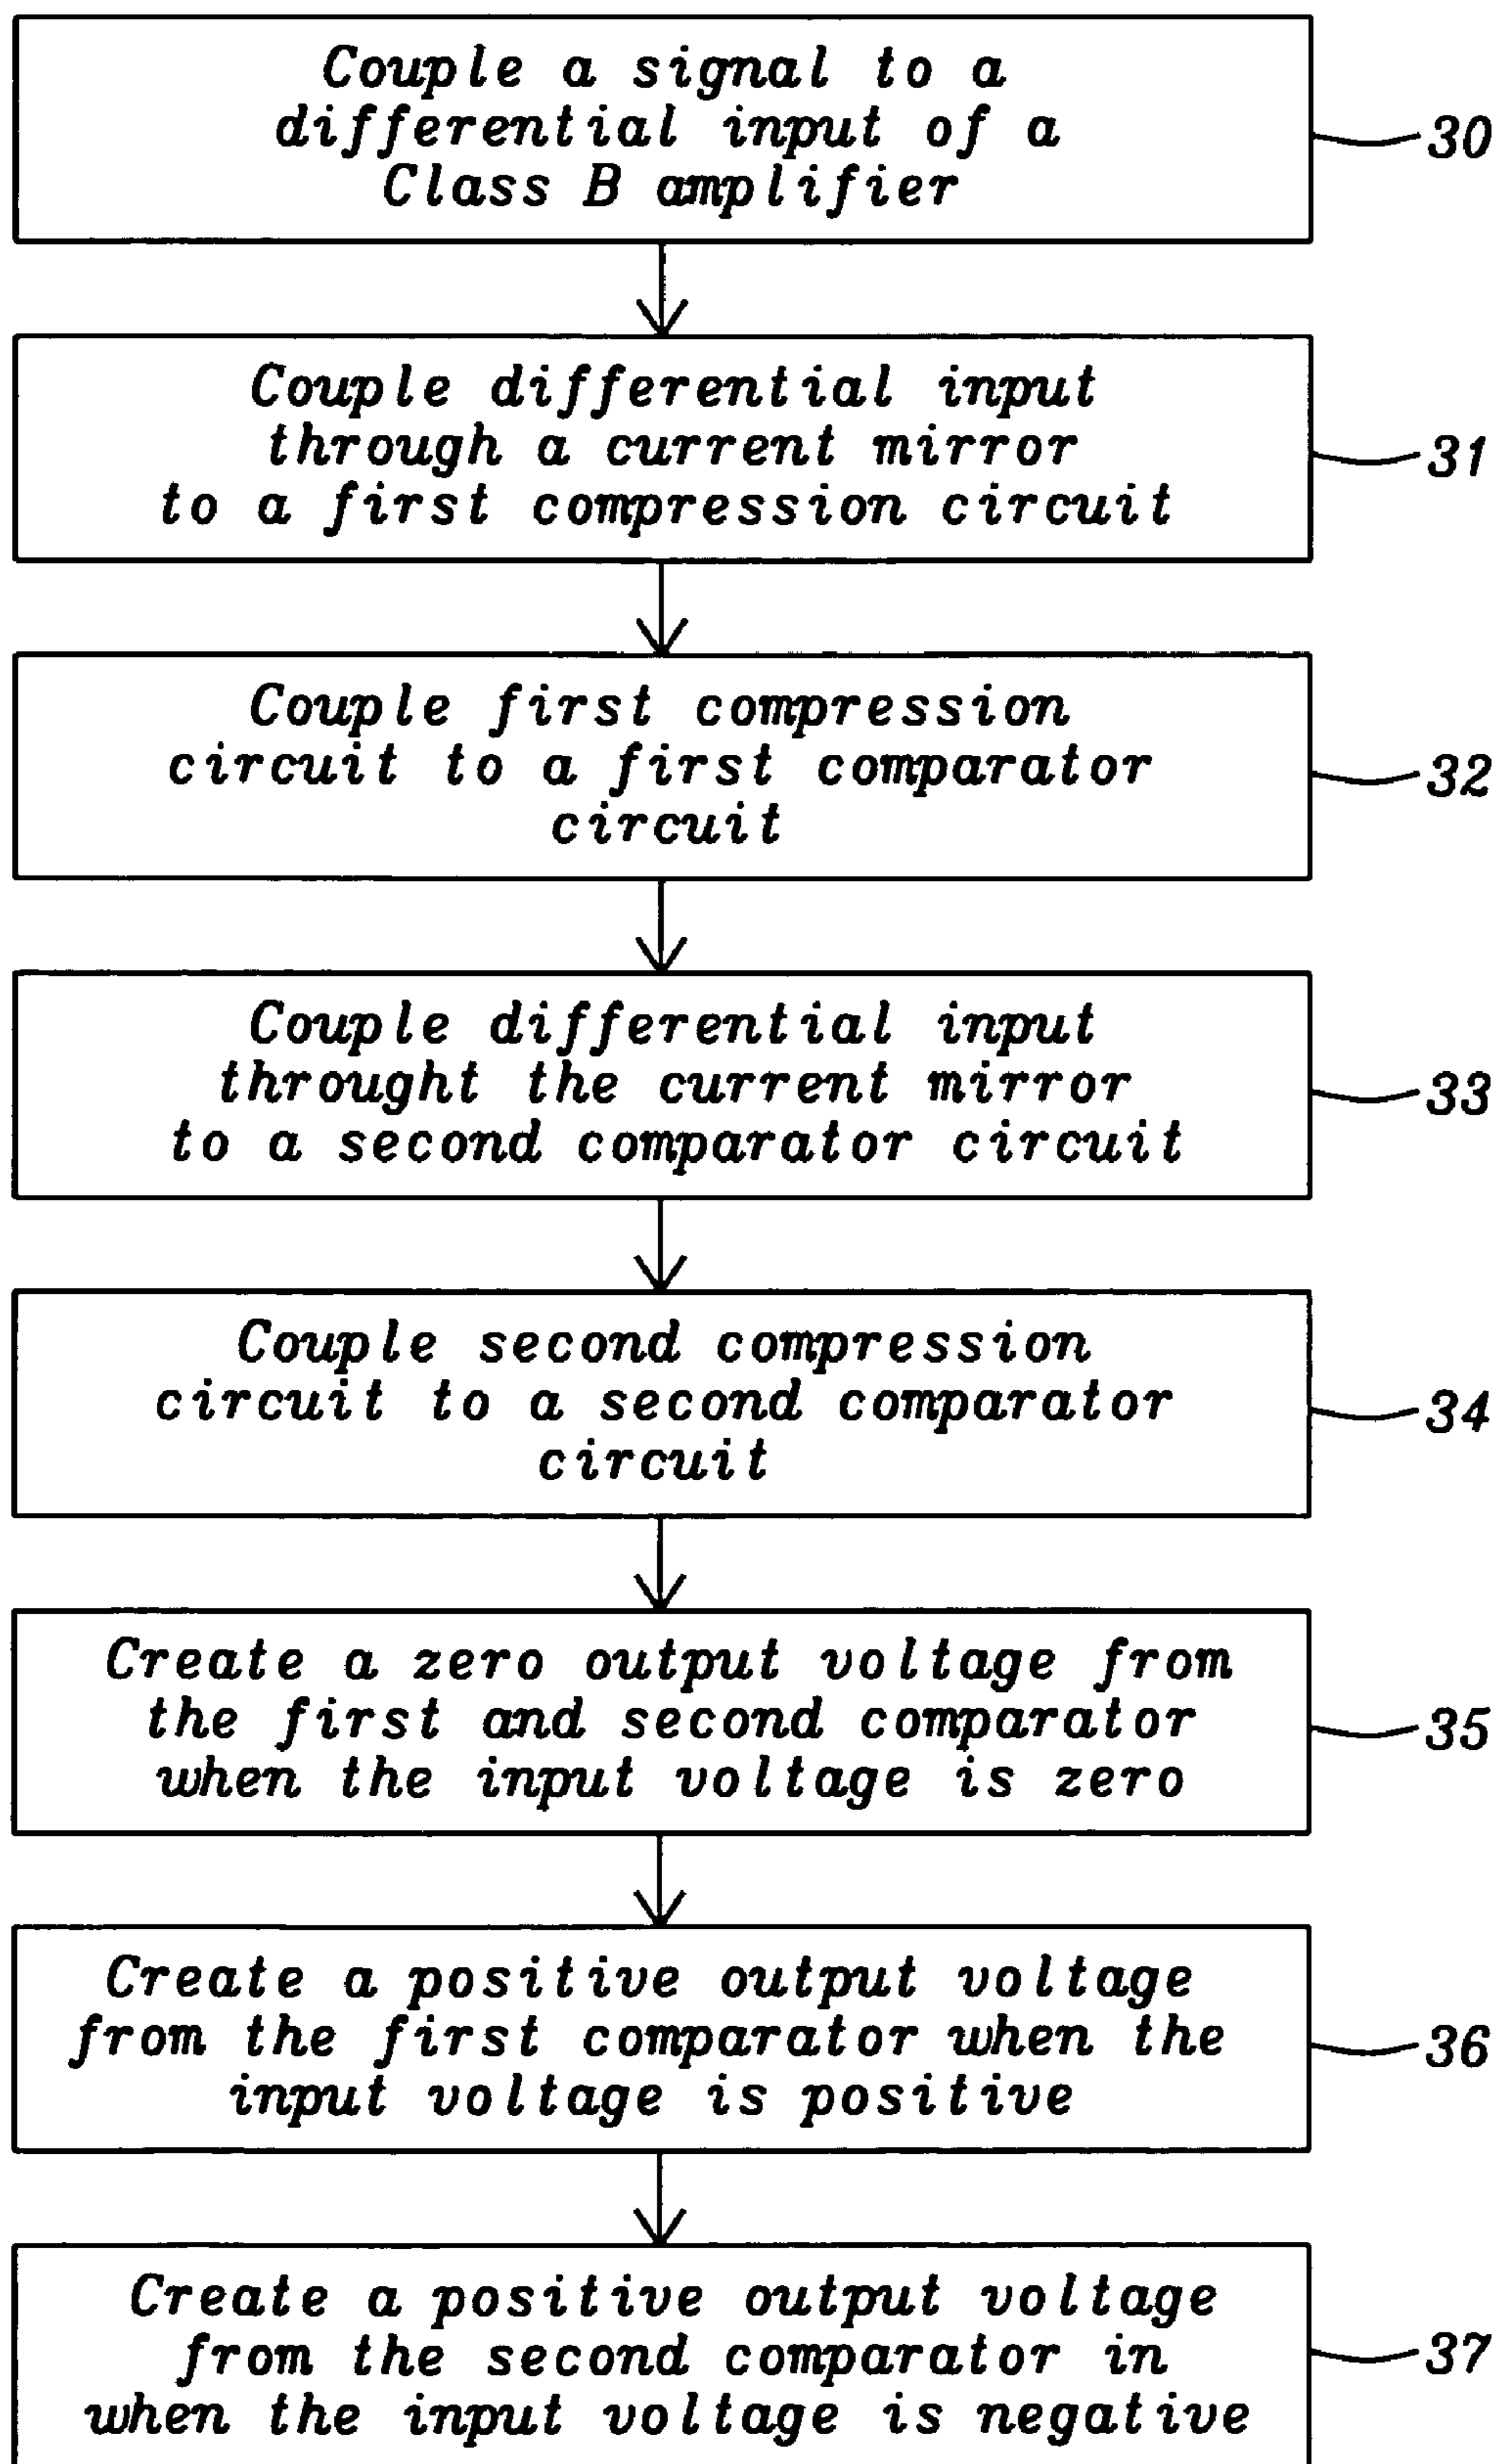 Couple a signal to a
differential input of a
Class B amplifier
30
Couple differential input
through a current mirror
to a first compression circuit
31
Couple first compression
circuit to a first comparator
circuit
32
Couple differential input
throught the current mirror
to a second comparator circuit
33
Couple second compression
circuit to a second comparator
circuit
34
Create a zero output voltage from
the first and second comparator
when the input voltage is zero
35
Create a positive output voltage
from the first comparator when the
input voltage is positive
36
Create a positive output voltage
from the second comparator in
when the input voltage is negative
37